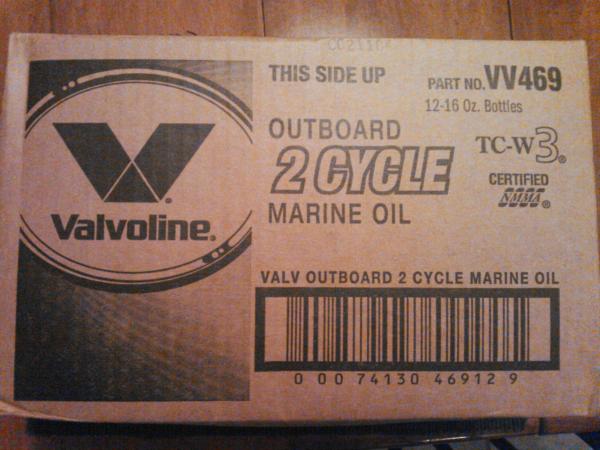 CC2110
THIS SIDE UP
PART NO. VV469
12-16 Oz. Bottles
OUTBOARD
2 CYCLE
MARINE OIL
TC-W3®
CERTIFIED
NMMA®
Valvoline®
VALV OUTBOARD 2 CYCLE MARINE OIL
0 00 74130 46912 9